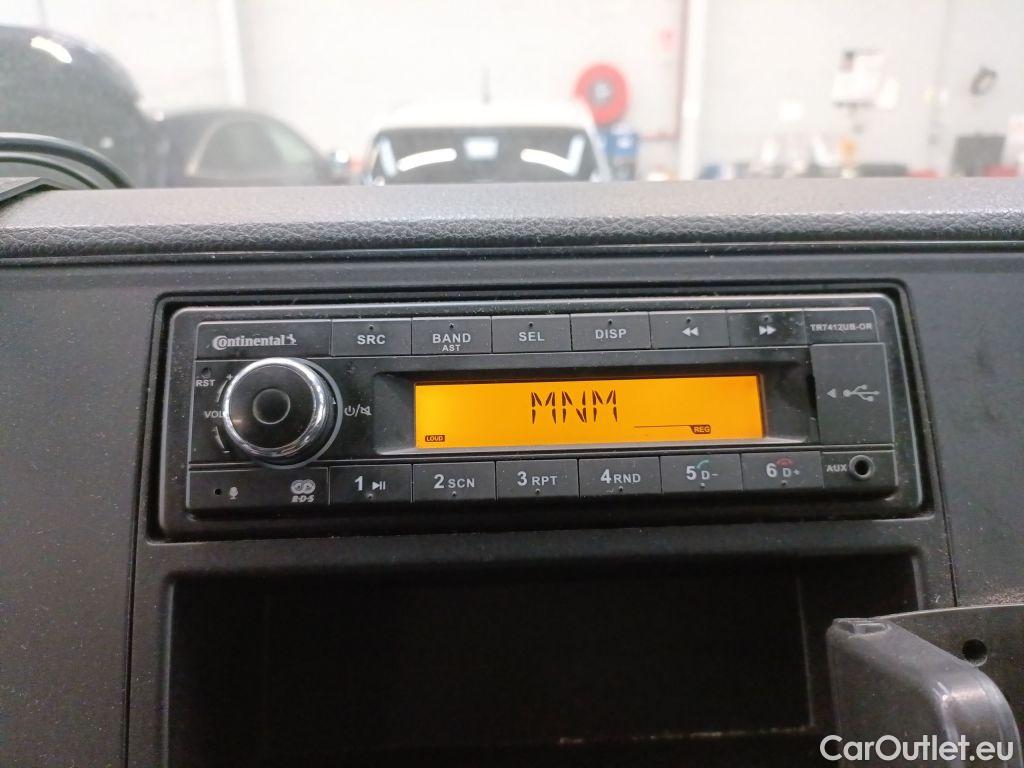 Continental
SRC
BAND
AST
SEL
DISP
TR7412UB-OR
RST
VOL
MNM
LOUD
REG
R·D·S
1
2 SCN
3 RPT
4 RND
5 D-
6 D+
AUX
CarOutlet.eu